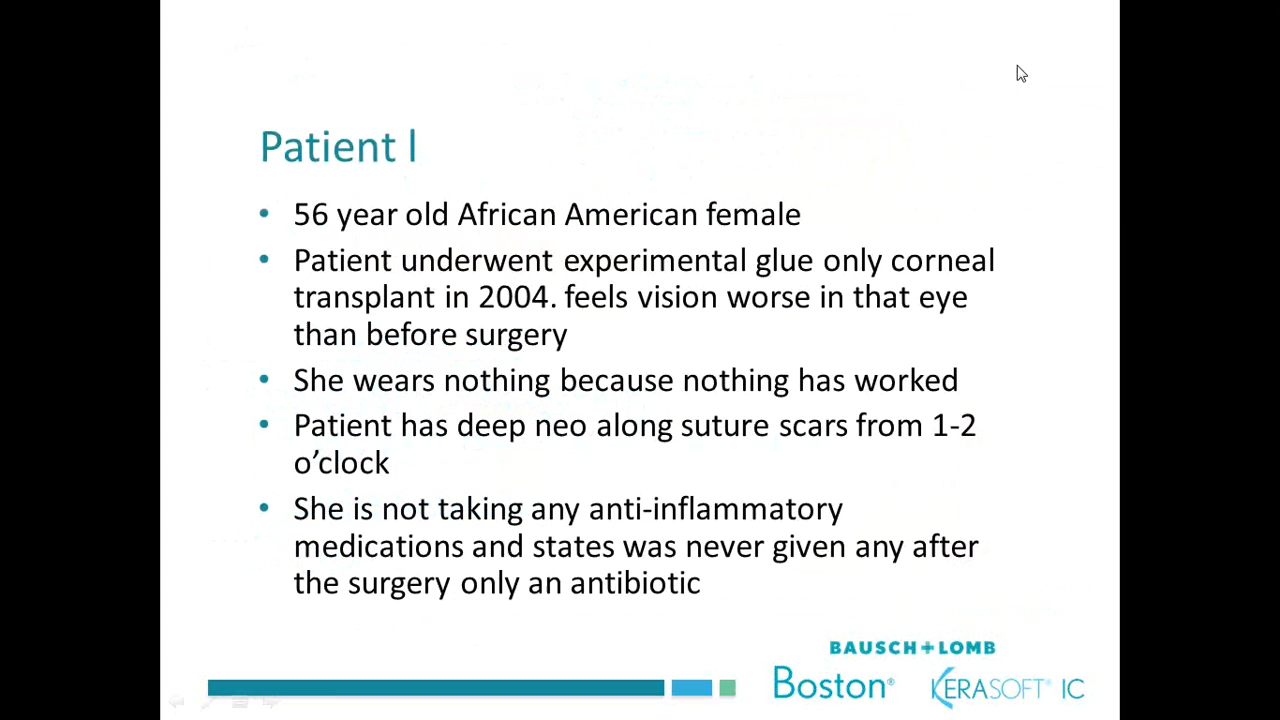 Patient l
• 56 year old African American female
• Patient underwent experimental glue only corneal
transplant in 2004. feels vision worse in that eye
than before surgery
• She wears nothing because nothing has worked
• Patient has deep neo along suture scars from 1-2
o’clock
• She is not taking any anti-inflammatory
medications and states was never given any after
the surgery only an antibiotic
BAUSCH+LOMB
Boston® KERASOFT® IC